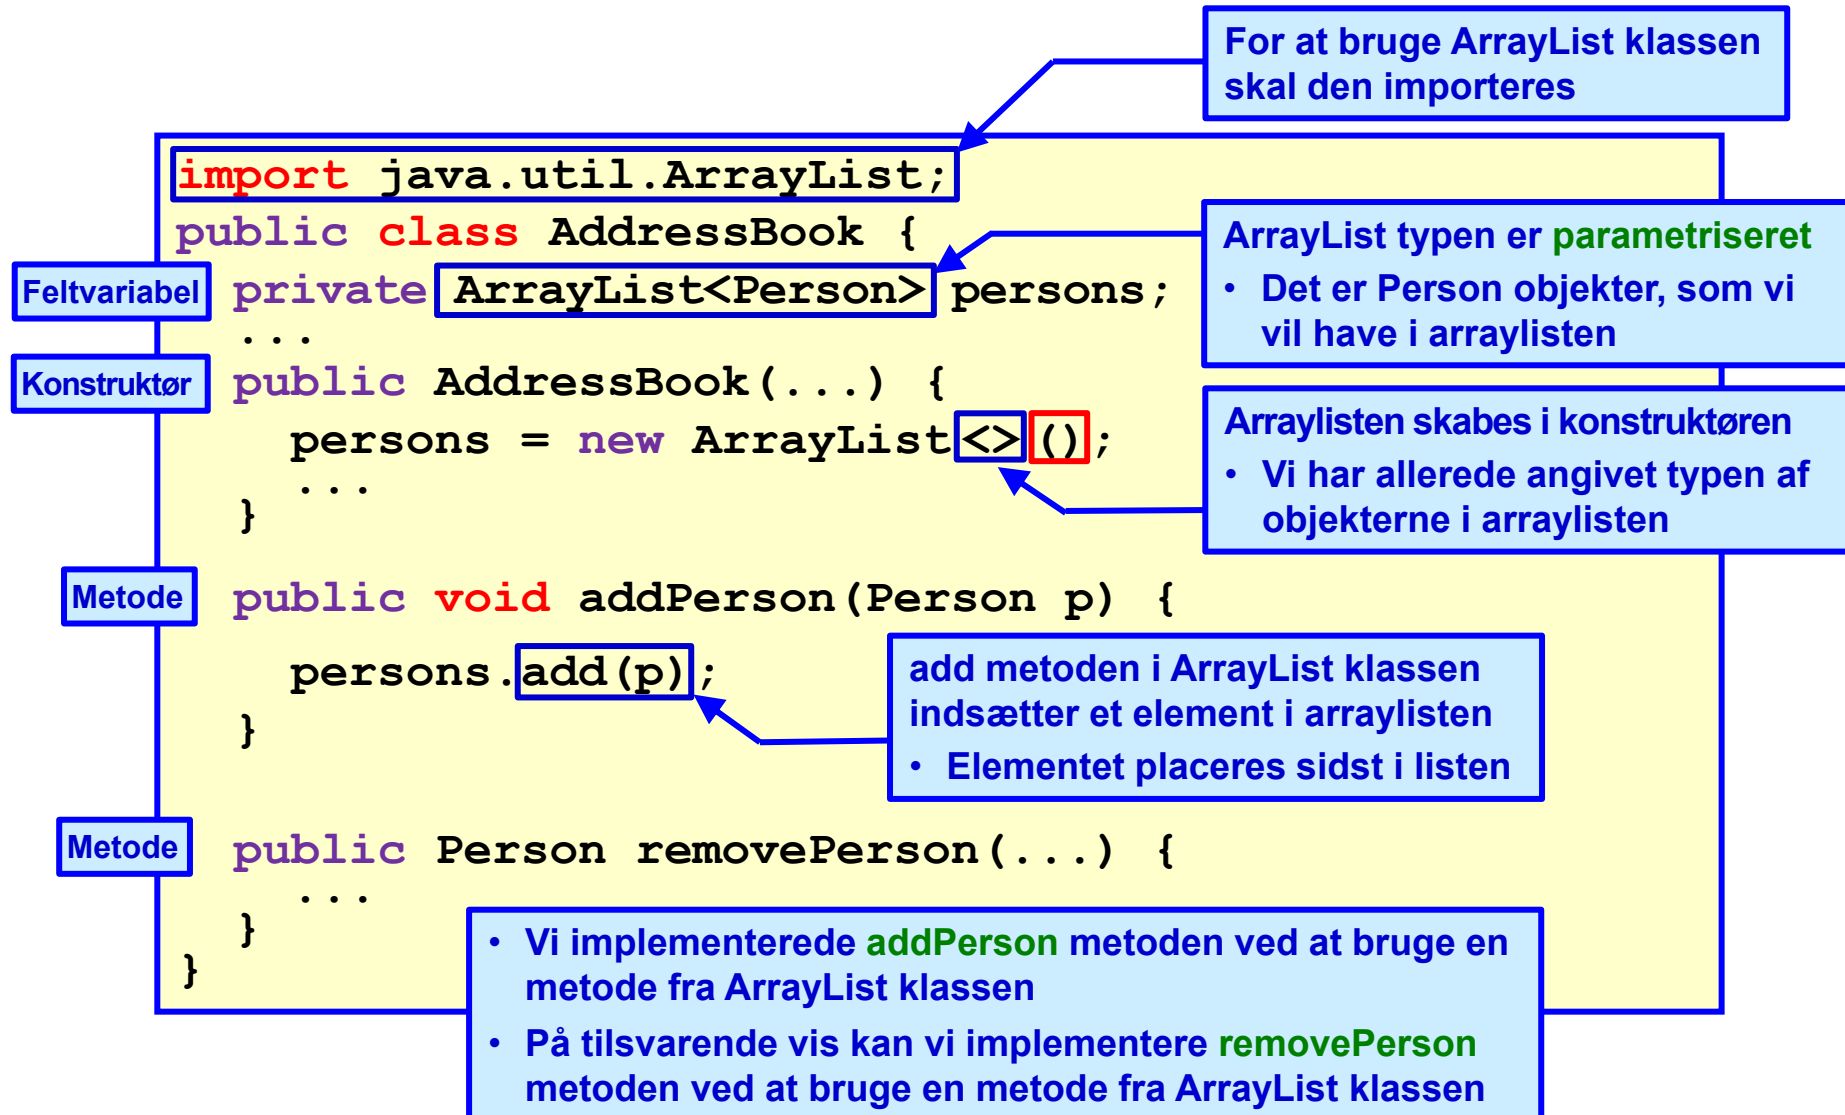 For at bruge ArrayList klassen
skal den importeres
import java.util.ArrayList;
public class AddressBook {
ArrayList typen er parametriseret
• Det er Person objekter, som vi
vil have i arraylisten
Feltvariabel
private ArrayList<Person> persons;
...
Konstruktør
public AddressBook(...) {
Arraylisten skabes i konstruktøren
• Vi har allerede angivet typen af
objekterne i arraylisten
persons = new ArrayList<>();
...
}
Metode
public void addPerson(Person p) {
persons.add(p);
add metoden i ArrayList klassen
indsætter et element i arraylisten
• Elementet placeres sidst i listen
}
Metode
public Person removePerson(...) {
...
}
}
• Vi implementerede addPerson metoden ved at bruge en
metode fra ArrayList klassen
• På tilsvarende vis kan vi implementere removePerson
metoden ved at bruge en metode fra ArrayList klassen